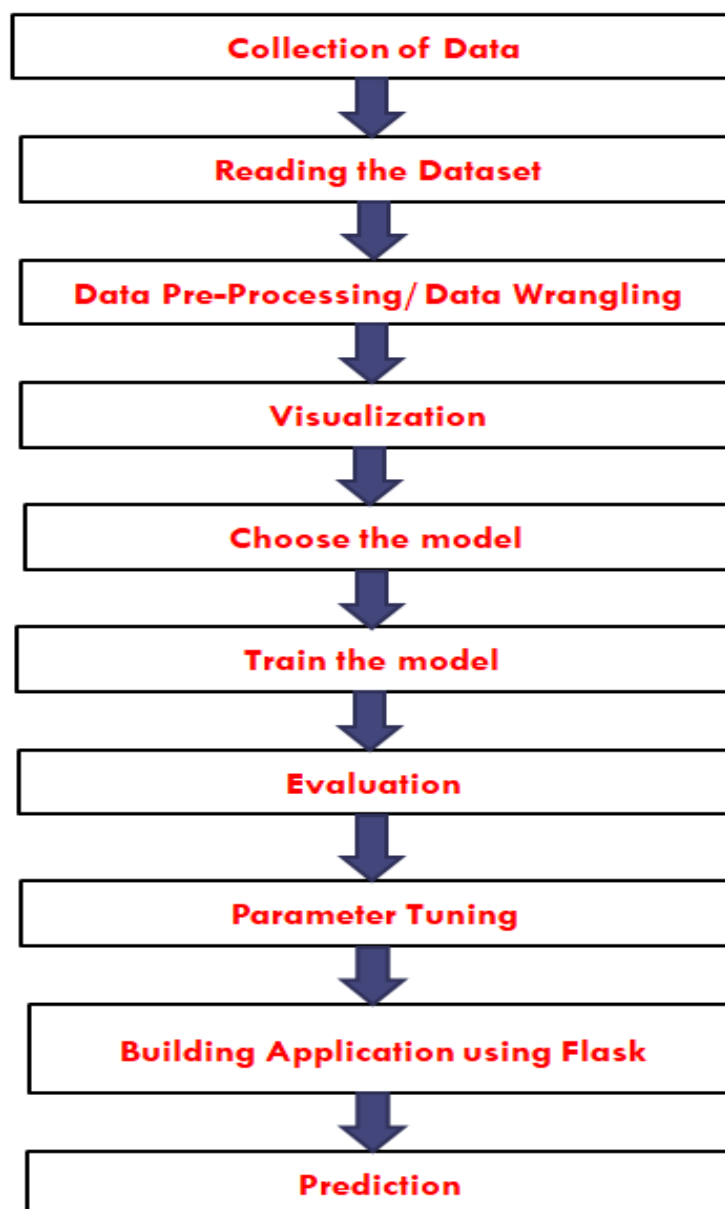 Collection of Data
Reading the Dataset
Data Pre-Processing/ Data Wrangling
Visualization
Choose the model
Train the model
Evaluation
Parameter Tuning
Building Application using Flask
Prediction